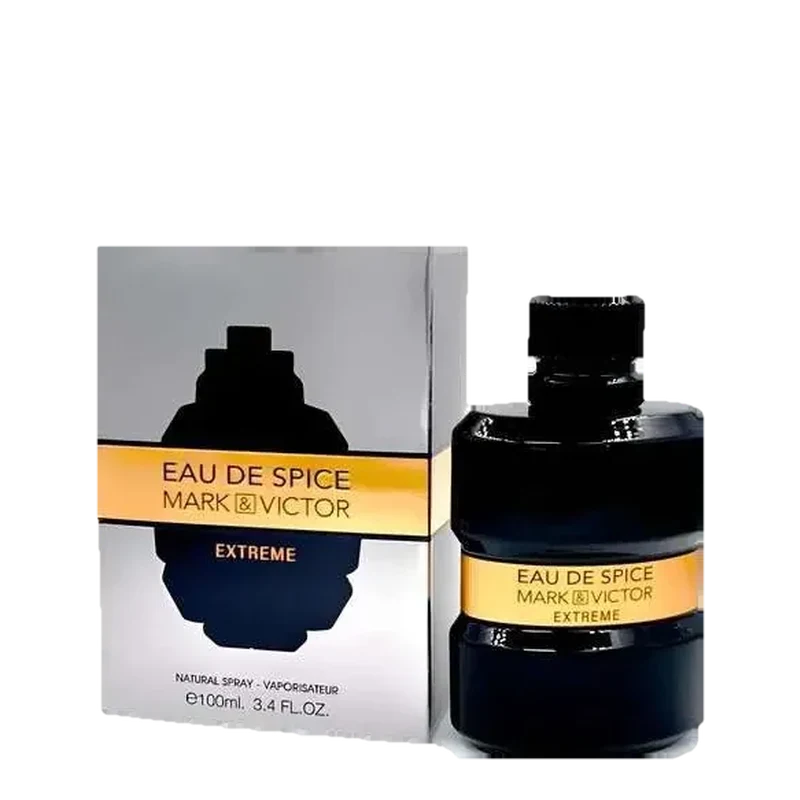 EAU DE SPICE
MARK & VICTOR
EXTREME
NATURAL SPRAY - VAPORISATEUR
℮100ml. 3.4 FL.OZ.
EAU DE SPICE
MARK & VICTOR
EXTREME